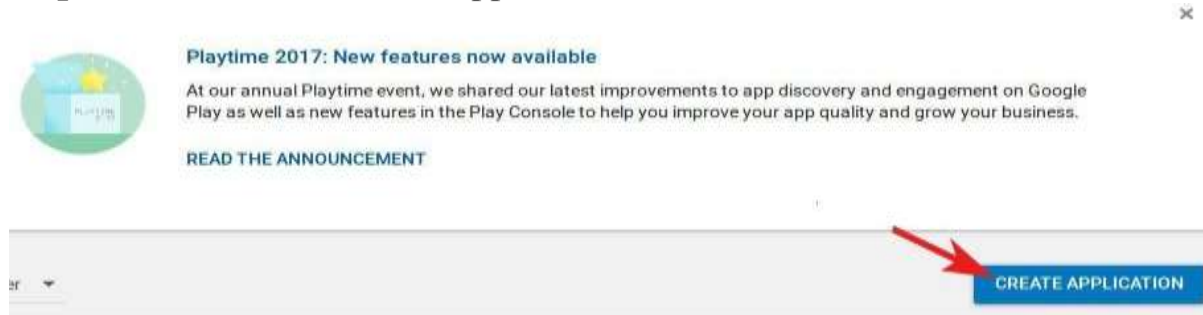 Playtime 2017: New features now available
At our annual Playtime event, we shared our latest improvements to app discovery and engagement on Google
Play as well as new features in the Play Console to help you improve your app quality and grow your business.
READ THE ANNOUNCEMENT
er
CREATE APPLICATION